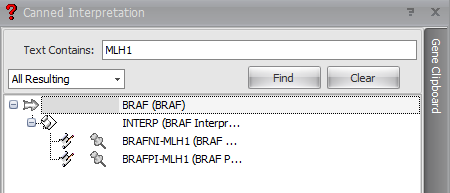 Canned Interpretation
Text Contains: MLH1
All Resulting Find Clear
BRAF (BRAF)
INTERP (BRAF Interpr...
BRAFNI-MLH1 (BRAF ...
BRAFPI-MLH1 (BRAF P...
Gene Clipboard